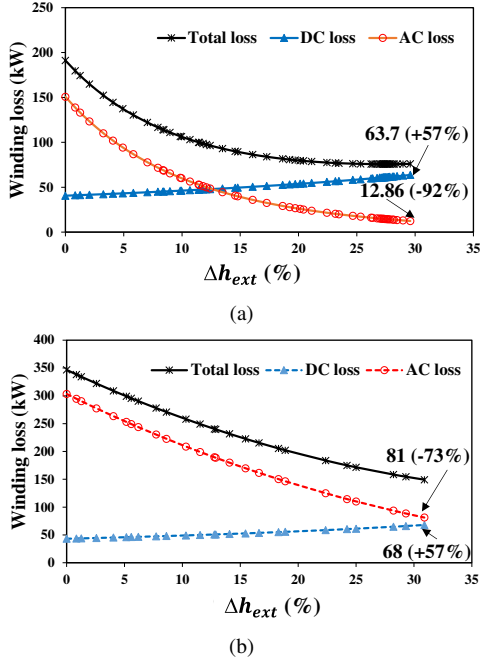 (a)
250
200
150
100
50
0
Winding loss (kW)
Total loss DC loss AC loss
63.7 (+57%)
12.86 (-92%)
0 5 10 15 20 25 30 35
Δh_ext (%)
(a)
400
350
300
250
200
150
100
50
0
Winding loss (kW)
Total loss DC loss AC loss
81 (-73%)
68 (+57%)
0 5 10 15 20 25 30 35
Δh_ext (%)
(b)